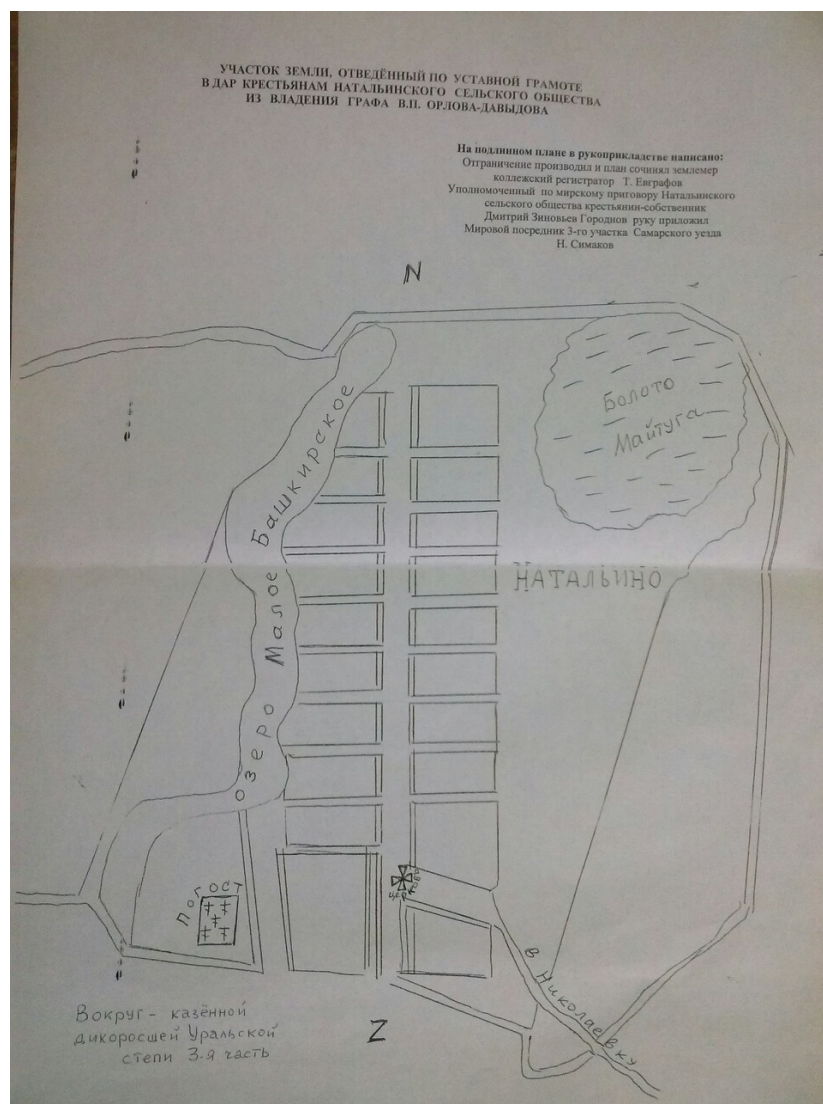 УЧАСТОК ЗЕМЛИ, ОТВЕДЁННЫЙ ПО УСТАВНОЙ ГРАМОТЕ
В ДАР КРЕСТЬЯНАМ НАТАЛЬИНСКОГО СЕЛЬСКОГО ОБЩЕСТВА
ИЗ ВЛАДЕНИЯ ГРАФА В.П. ОРЛОВА-ДАВЫДОВА
На подлинном плане в рукоприкладстве написано:
Отграничение производил и план сочинял землемер
коллежский регистратор Т. Евграфов
Уполномоченный по мирскому приговору Натальинского
сельского общества крестьянин-собственник
Дмитрий Зиновьев Городнов руку приложил
Мировой посредник 3-го участка Самарского уезда
Н. Симаков
N
Болото
Майтуга
озеро Малое Башкирское
НАТАЛЬИНО
Погост
в Николаевку
Вокруг - казённой
дикоросшей Уральской
степи 3-я часть
Z